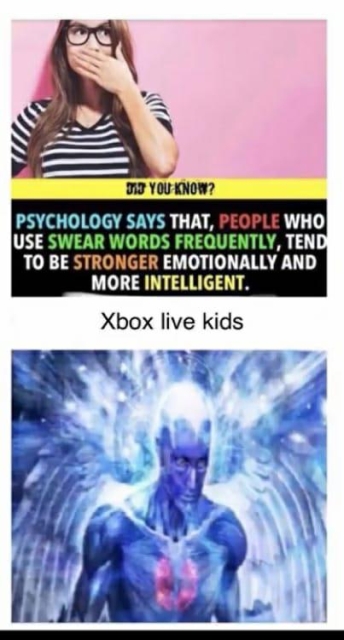 DID YOU KNOW?
PSYCHOLOGY SAYS THAT, PEOPLE WHO
USE SWEAR WORDS FREQUENTLY, TEND
TO BE STRONGER EMOTIONALLY AND
MORE INTELLIGENT.
Xbox live kids